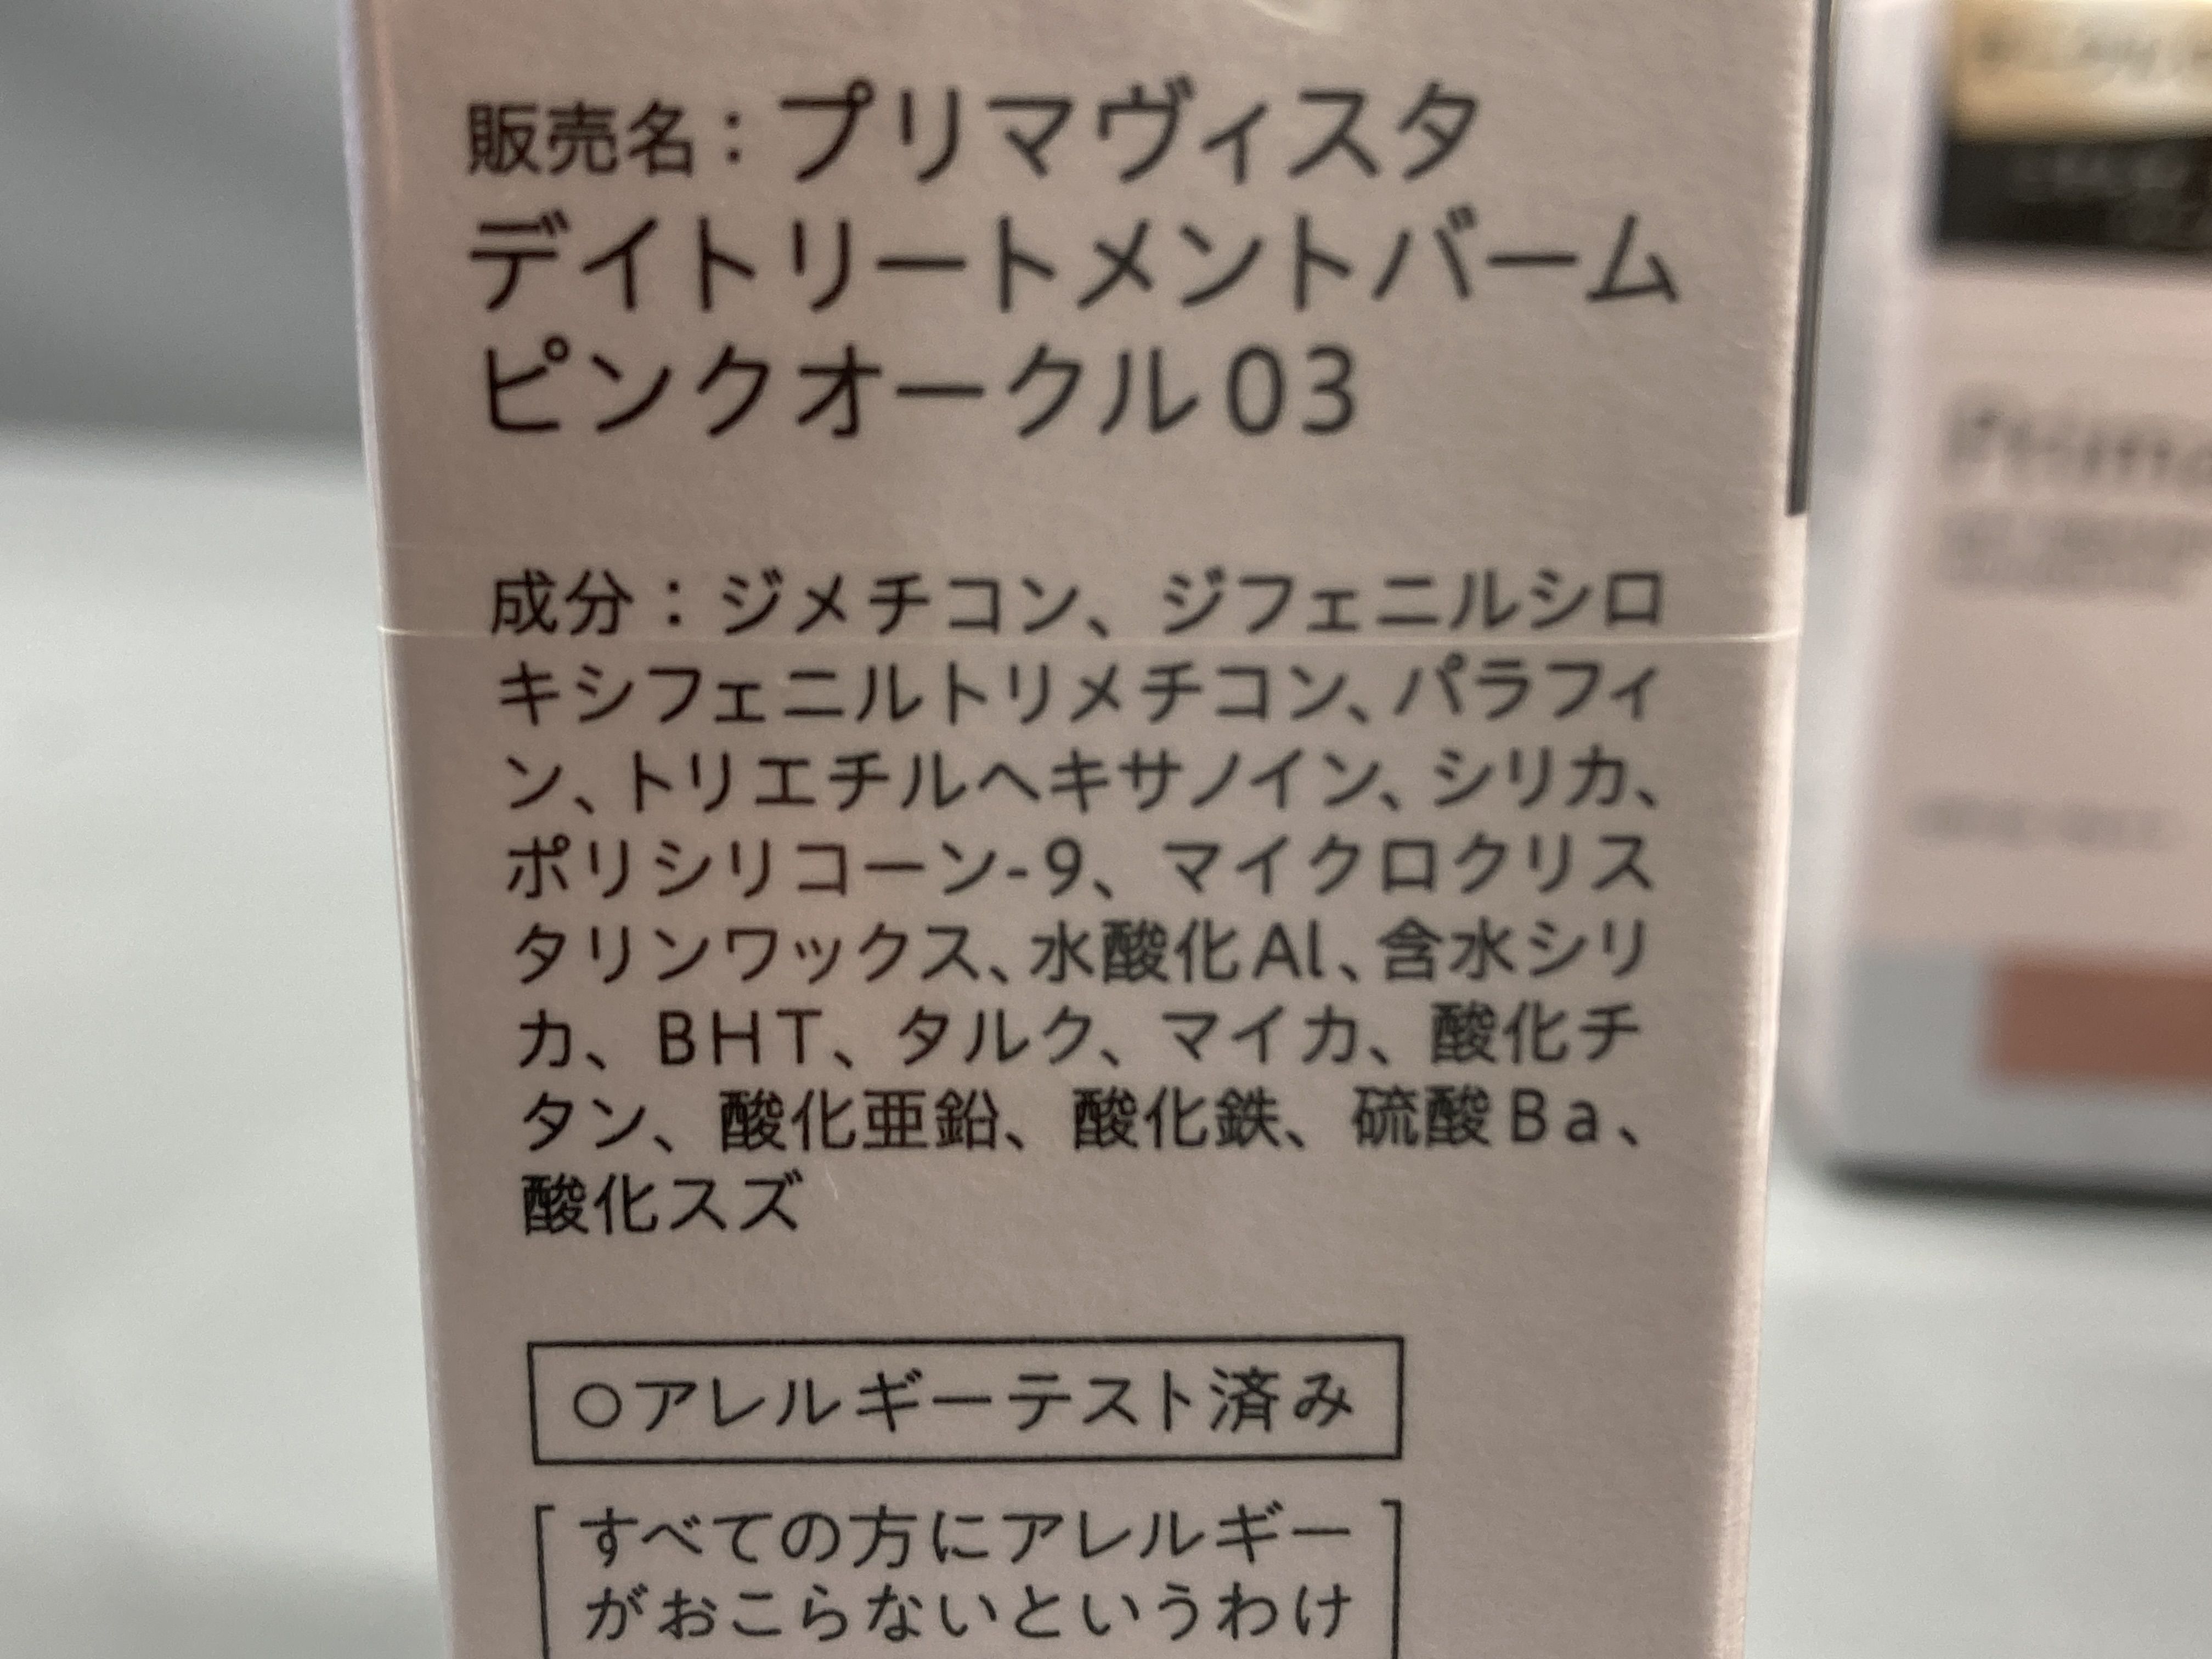 販売名：プリマヴィスタ
デイトリートメントバーム
ピンクオークル03
成分：ジメチコン、ジフェニルシロ
キシフェニルトリメチコン、パラフィ
ン、トリエチルヘキサノイン、シリカ、
ポリシリコーン-9、マイクロクリス
タリンワックス、水酸化Al、含水シリ
カ、BHT、タルク、マイカ、酸化チ
タン、酸化亜鉛、酸化鉄、硫酸Ba、
酸化スズ
○アレルギーテスト済み
すべての方にアレルギー
がおこらないというわけ